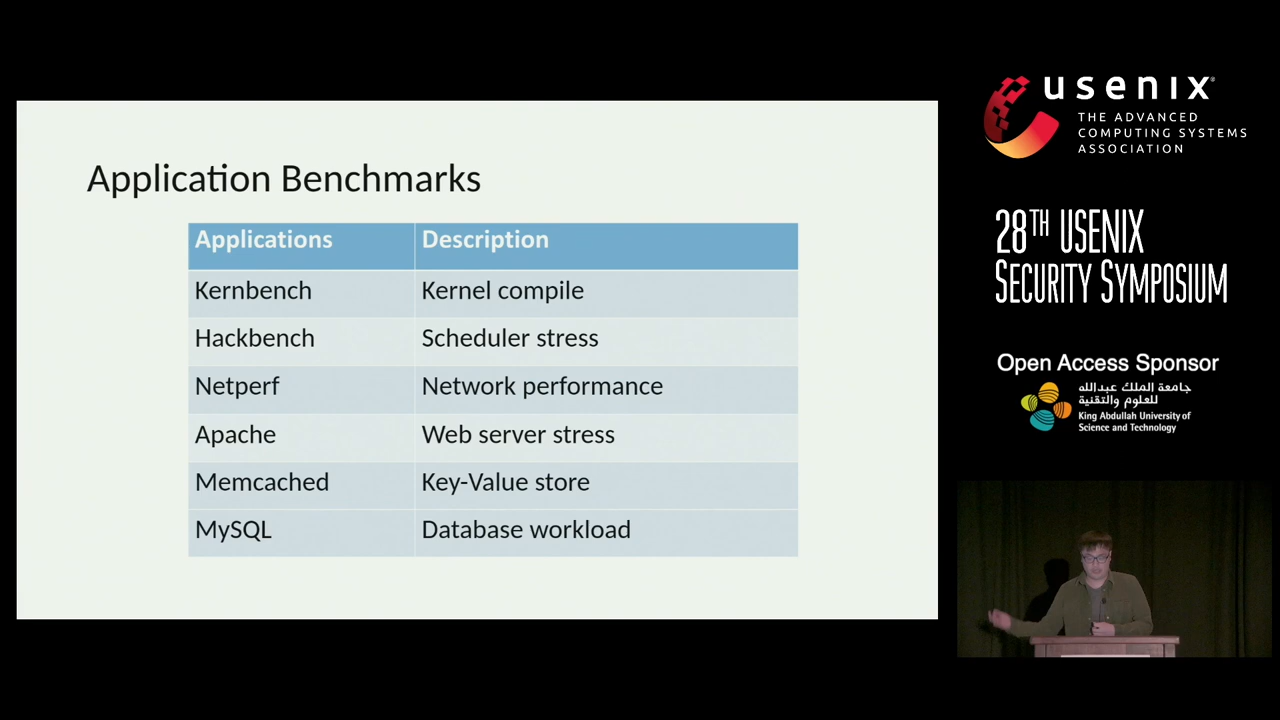 Application Benchmarks
Applications Description
Kernbench Kernel compile
Hackbench Scheduler stress
Netperf Network performance
Apache Web server stress
Memcached Key-Value store
MySQL Database workload
usenix
THE ADVANCED
COMPUTING SYSTEMS
ASSOCIATION
28TH USENIX
SECURITY SYMPOSIUM
Open Access Sponsor
جامعة الملك عبدالله
للعلوم والتقنية
King Abdullah University of
Science and Technology